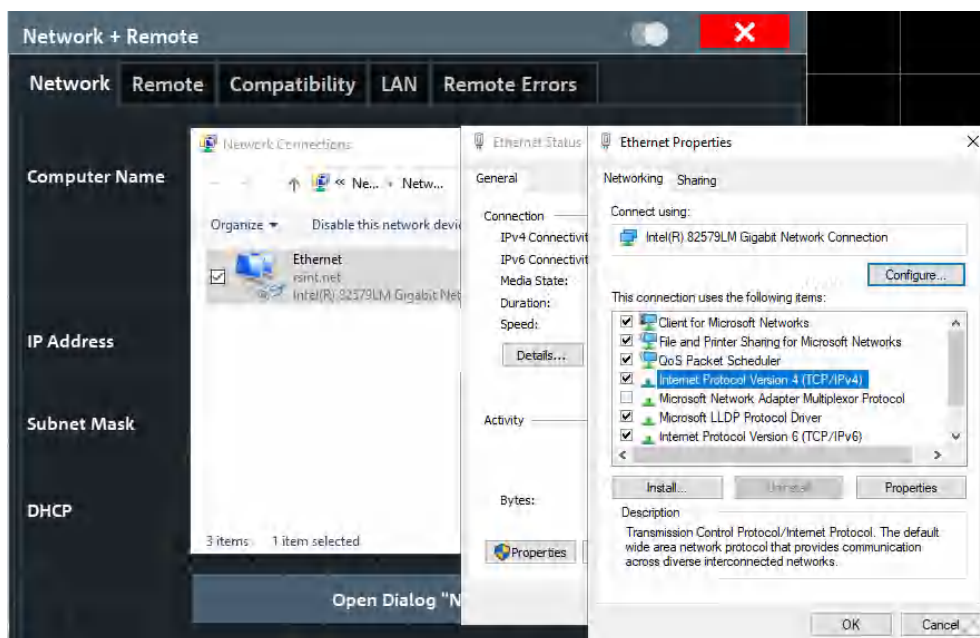 Network + Remote
Network Remote Compatibility LAN Remote Errors
Computer Name
IP Address
Subnet Mask
DHCP
Network Connections
« Ne... Netw...
Organize Disable this network devi
Ethernet
rsint.net
Intel(R) 82579LM Gigabit Net
3 items 1 item selected
Open Dialog "N
Ethernet Status
General
Connection
IPv4 Connectivit
IPv6 Connectivit
Media State:
Duration:
Speed:
Details...
Activity
Bytes:
Properties
Ethernet Properties
Networking Sharing
Connect using:
Intel(R) 82579LM Gigabit Network Connection
Configure...
This connection uses the following items:
Client for Microsoft Networks
File and Printer Sharing for Microsoft Networks
QoS Packet Scheduler
Internet Protocol Version 4 (TCP/IPv4)
Microsoft Network Adapter Multiplexor Protocol
Microsoft LLDP Protocol Driver
Internet Protocol Version 6 (TCP/IPv6)
Install... Uninstall Properties
Description
Transmission Control Protocol/Internet Protocol. The default
wide area network protocol that provides communication
across diverse interconnected networks.
OK Cancel